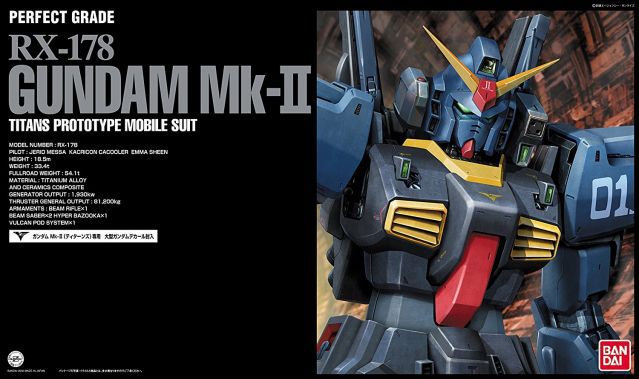 PERFECT GRADE
RX-178
GUNDAM Mk-II
TITANS PROTOTYPE MOBILE SUIT
MODEL NUMBER : RX-178
PILOT : JERID MESSA KACRICON CACOOLER EMMA SHEEN
HEIGHT : 18.5m
WEIGHT : 33.4t
FULLROAD WEIGHT : 54.1t
MATERIAL : TITANIUM ALLOY
AND CERAMICS COMPOSITE
GENERATOR OUTPUT : 1,930kw
THRUSTER GENERAL OUTPUT : 81,200kg
ARMAMENTS : BEAM RIFLE×1
BEAM SABER×2 HYPER BAZOOKA×1
VULCAN POD SYSTEM×1
ガンダム Mk-II (ティターンズ) 専用 大型ガンダムデカール封入
01
BAN
DAI